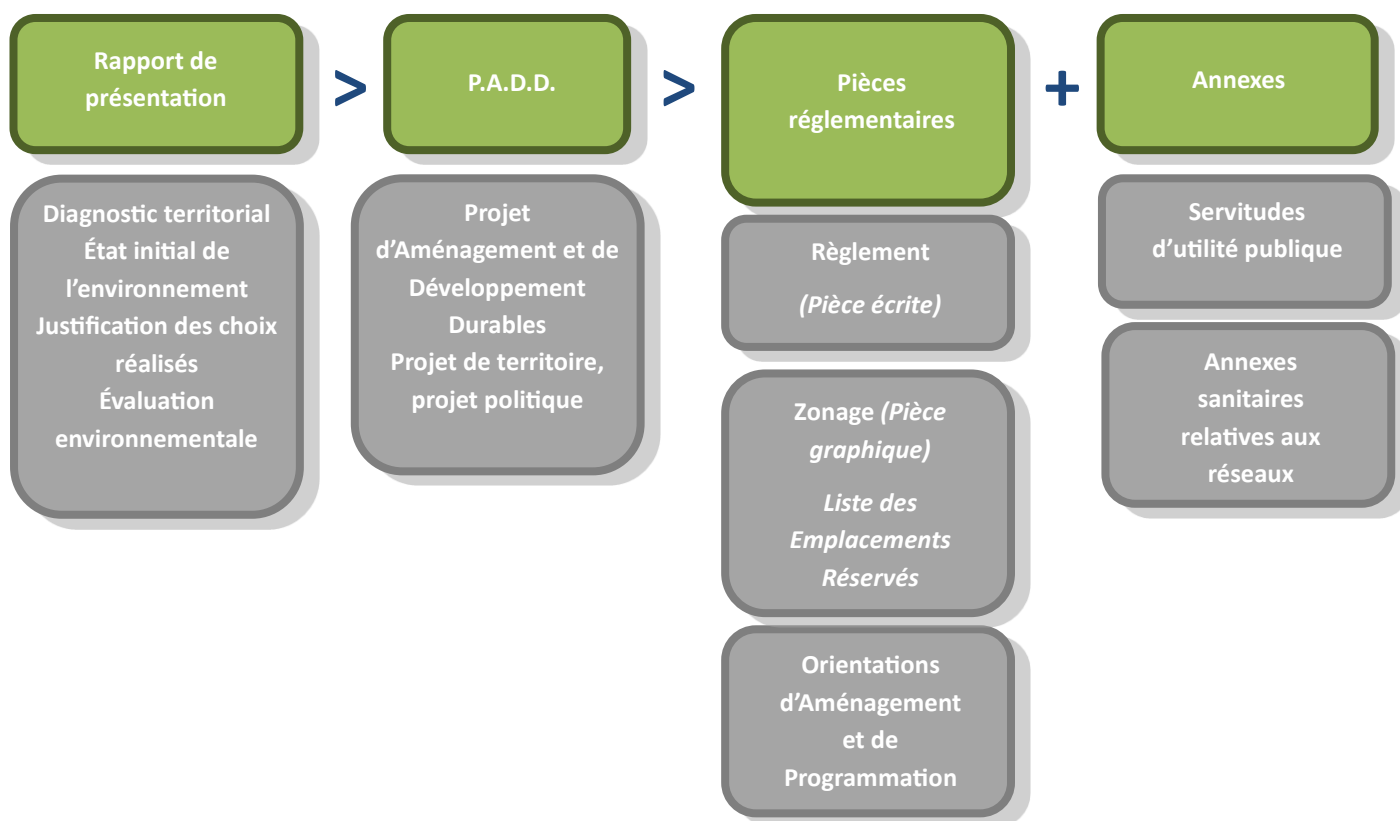 Rapport de
présentation
>
P.A.D.D.
>
Pièces
réglementaires
+
Annexes
Diagnostic territorial
État initial de
l’environnement
Justification des choix
réalisés
Évaluation
environnementale
Projet
d’Aménagement et de
Développement
Durables
Projet de territoire,
projet politique
Règlement
(Pièce écrite)
Zonage (Pièce
graphique)
Liste des
Emplacements
Réservés
Orientations
d’Aménagement
et de
Programmation
Servitudes
d’utilité publique
Annexes
sanitaires
relatives aux
réseaux